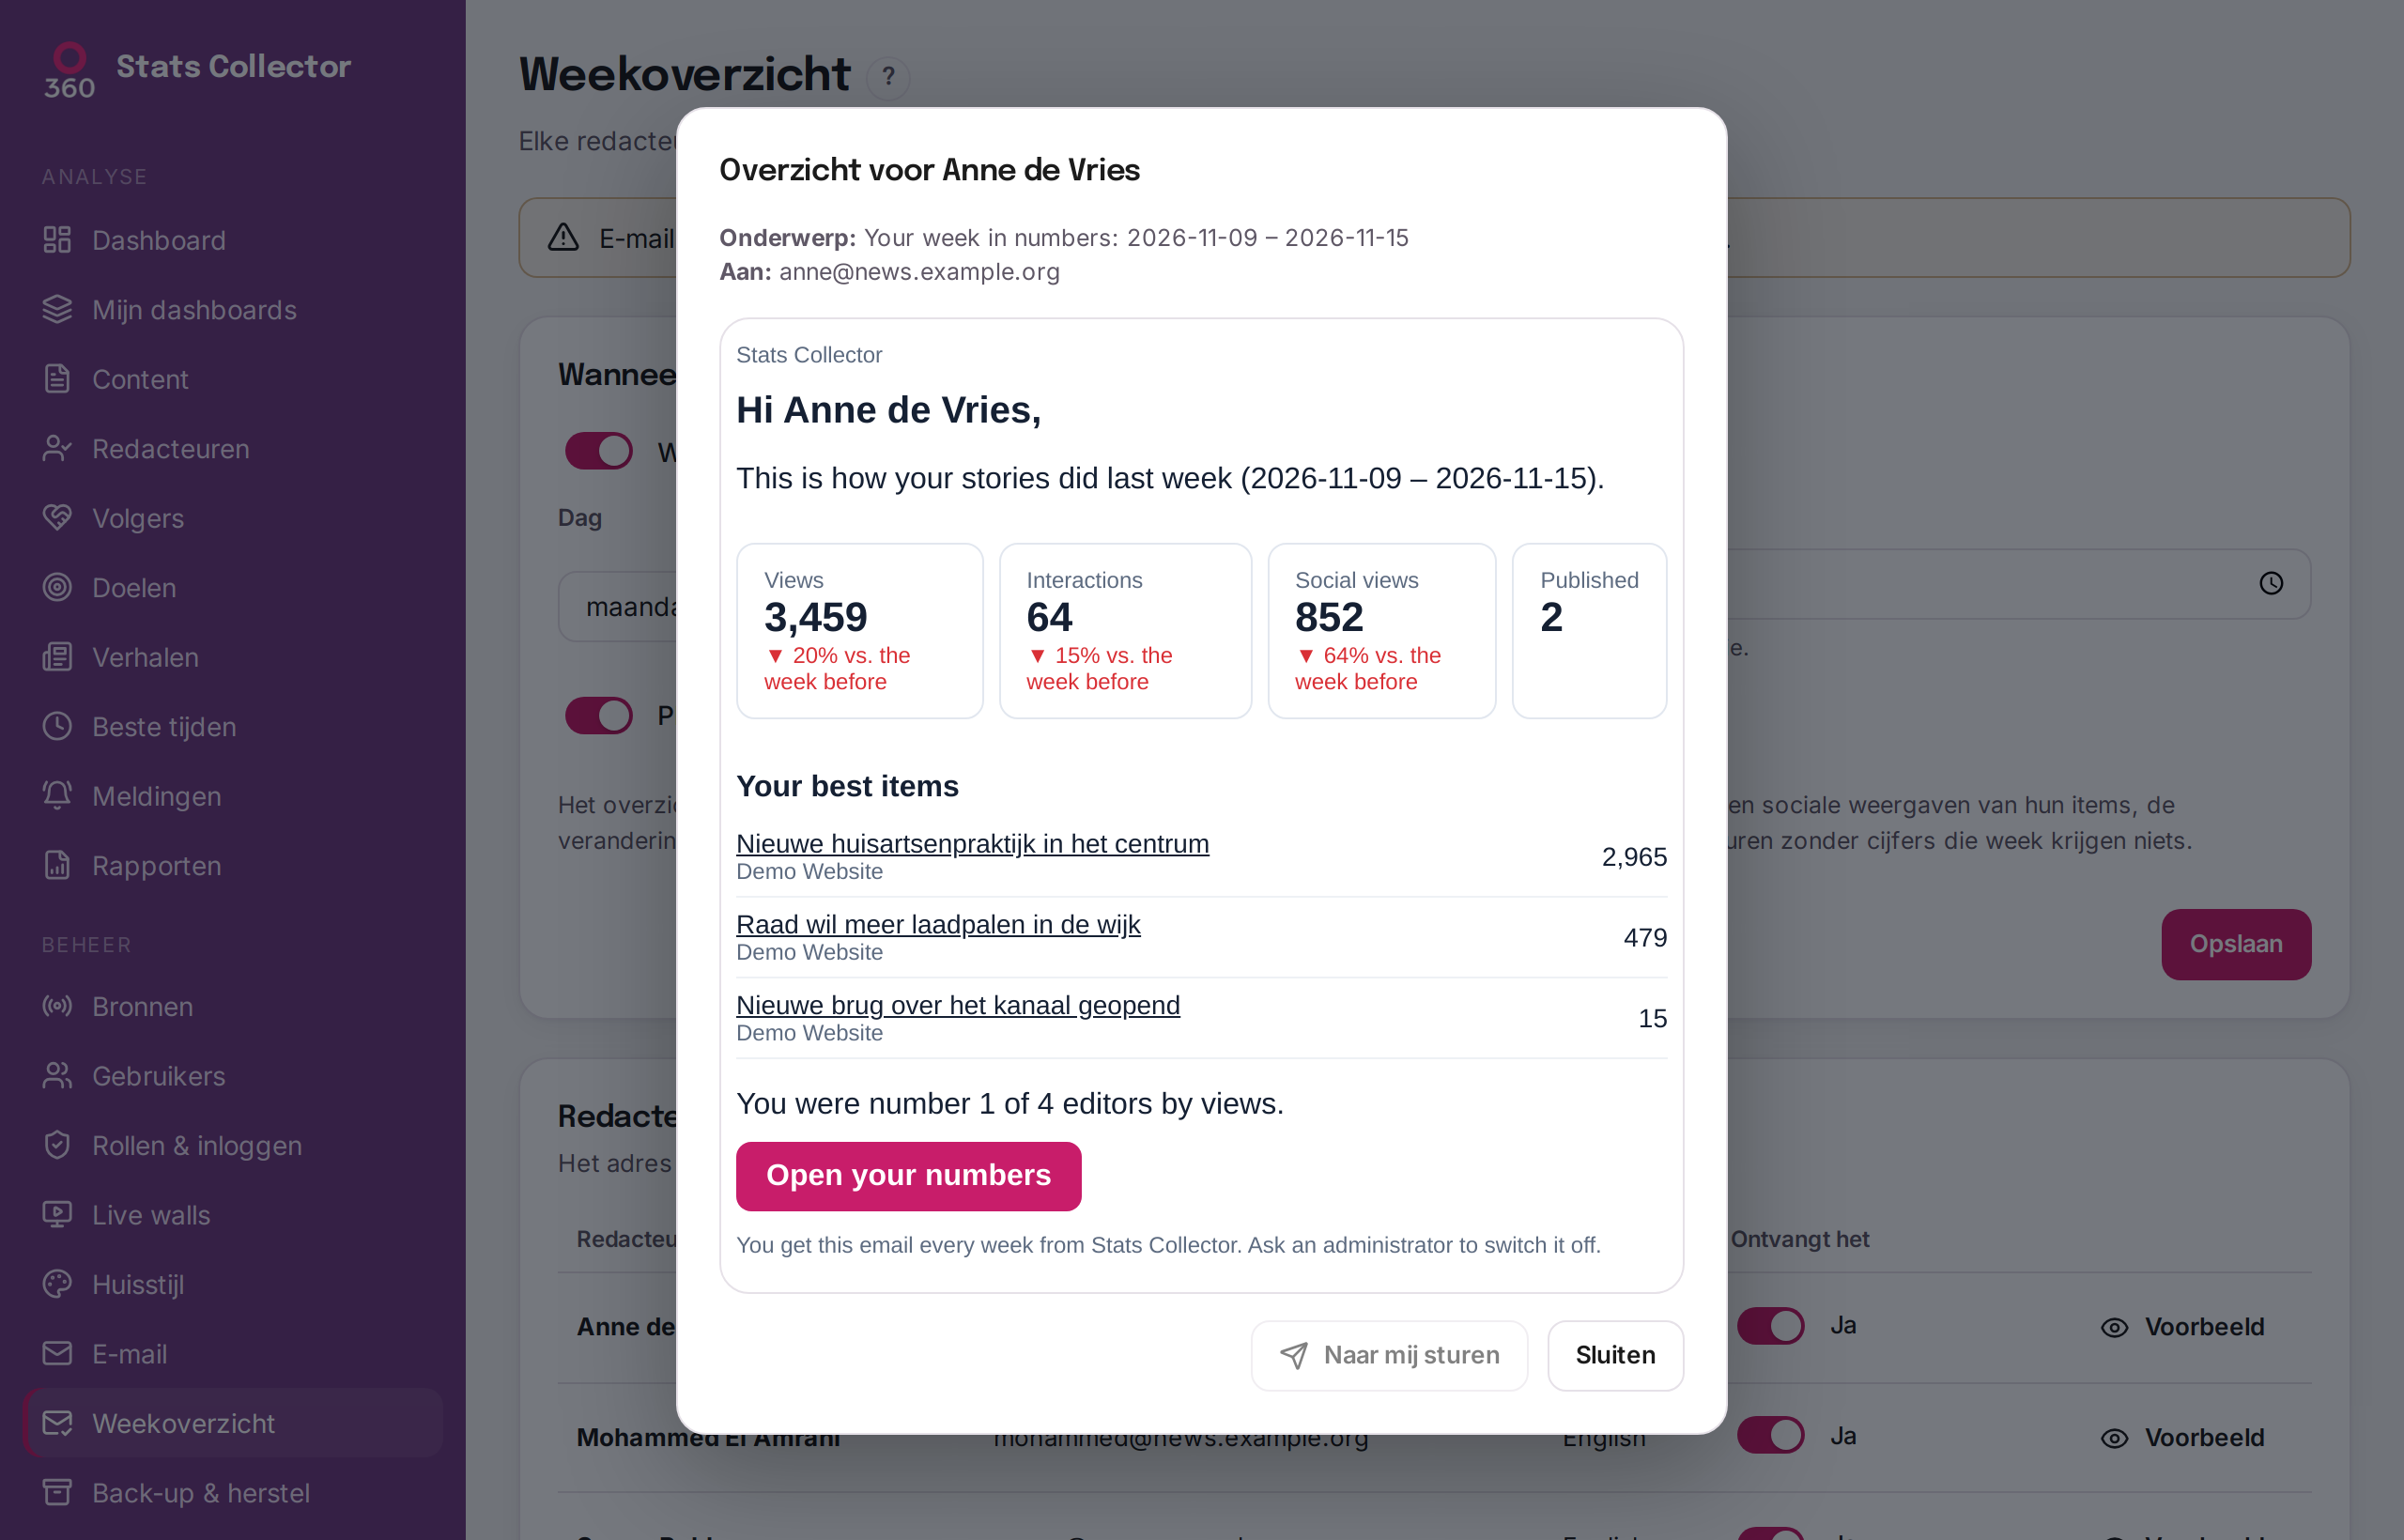 360
Stats Collector
ANALYSE
Dashboard
Mijn dashboards
Content
Redacteuren
Volgers
Doelen
Verhalen
Beste tijden
Meldingen
Rapporten
BEHEER
Bronnen
Gebruikers
Rollen & inloggen
Live walls
Huisstijl
E-mail
Weekoverzicht
Back-up & herstel
Weekoverzicht ?
Elke
E-mail
Dag
Het
en sociale weergaven van hun items, de
zonder cijfers die week krijgen niets.
Opslaan
Het adres
Ontvangt het
Anne de
Ja
Voorbeeld
Mohammed El Amrani
mohammed@news.example.org
English
Ja
Voorbeeld
Overzicht voor Anne de Vries
Onderwerp: Your week in numbers: 2026-11-09 – 2026-11-15
Aan: anne@news.example.org
Stats Collector
Hi Anne de Vries,
This is how your stories did last week (2026-11-09 – 2026-11-15).
Views
3,459
▼ 20% vs. the
week before
Interactions
64
▼ 15% vs. the
week before
Social views
852
▼ 64% vs. the
week before
Published
2
Your best items
Nieuwe huisartsenpraktijk in het centrum
Demo Website
2,965
Raad wil meer laadpalen in de wijk
Demo Website
479
Nieuwe brug over het kanaal geopend
Demo Website
15
You were number 1 of 4 editors by views.
Open your numbers
You get this email every week from Stats Collector. Ask an administrator to switch it off.
Naar mij sturen
Sluiten